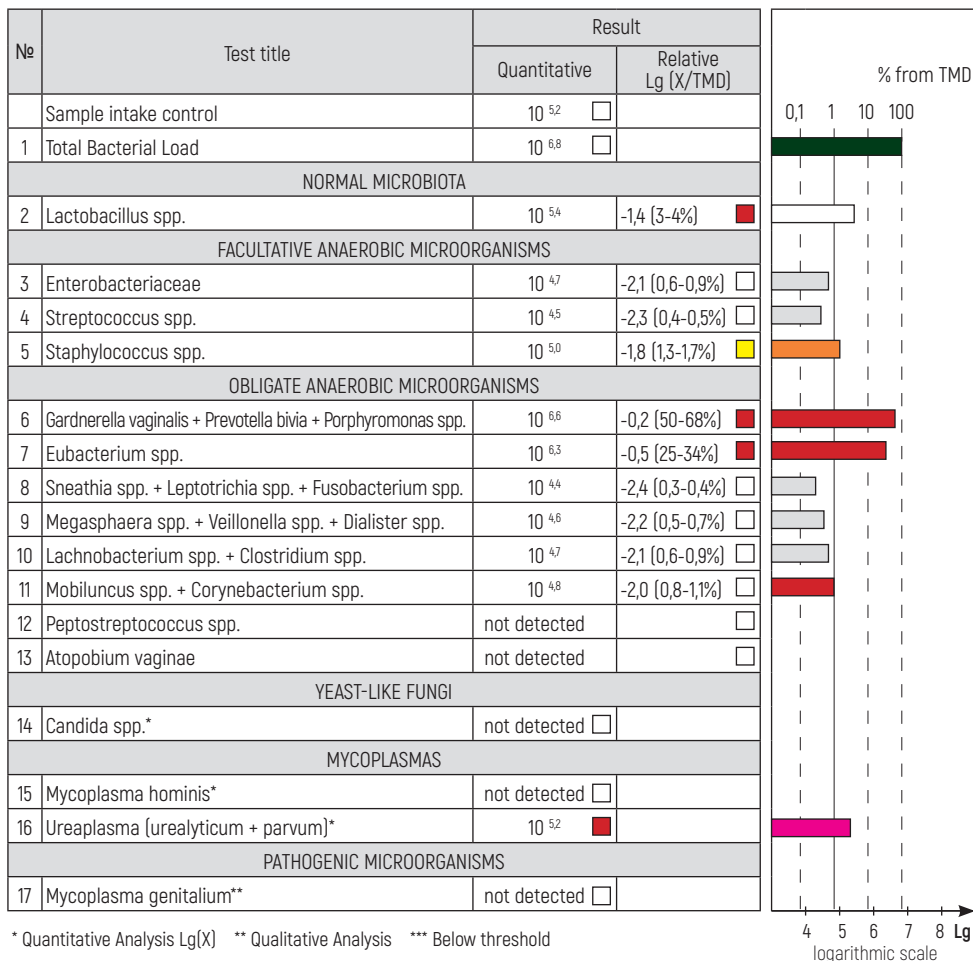 № Test title Result % from TMD
Quantitative Relative Lg (X/TMD)
Sample intake control 10 5,2 0,1 1 10 100
1 Total Bacterial Load 10 6,8
NORMAL MICROBIOTA
2 Lactobacillus spp. 10 5,4 -1,4 (3-4%)
FACULTATIVE ANAEROBIC MICROORGANISMS
3 Enterobacteriaceae 10 4,7 -2,1 (0,6-0,9%)
4 Streptococcus spp. 10 4,5 -2,3 (0,4-0,5%)
5 Staphylococcus spp. 10 5,0 -1,8 (1,3-1,7%)
OBLIGATE ANAEROBIC MICROORGANISMS
6 Gardnerella vaginalis + Prevotella bivia + Porphyromonas spp. 10 6,6 -0,2 (50-68%)
7 Eubacterium spp. 10 6,3 -0,5 (25-34%)
8 Sneathia spp. + Leptotrichia spp. + Fusobacterium spp. 10 4,4 -2,4 (0,3-0,4%)
9 Megasphaera spp. + Veillonella spp. + Dialister spp. 10 4,6 -2,2 (0,5-0,7%)
10 Lachnobacterium spp. + Clostridium spp. 10 4,7 -2,1 (0,6-0,9%)
11 Mobiluncus spp. + Corynebacterium spp. 10 4,8 -2,0 (0,8-1,1%)
12 Peptostreptococcus spp. not detected
13 Atopobium vaginae not detected
YEAST-LIKE FUNGI
14 Candida spp.* not detected
MYCOPLASMAS
15 Mycoplasma hominis* not detected
16 Ureaplasma (urealyticum + parvum)* 10 5,2
PATHOGENIC MICROORGANISMS
17 Mycoplasma genitalium** not detected
4 5 6 7 8 Lg
logarithmic scale
* Quantitative Analysis Lg(X) ** Qualitative Analysis *** Below threshold